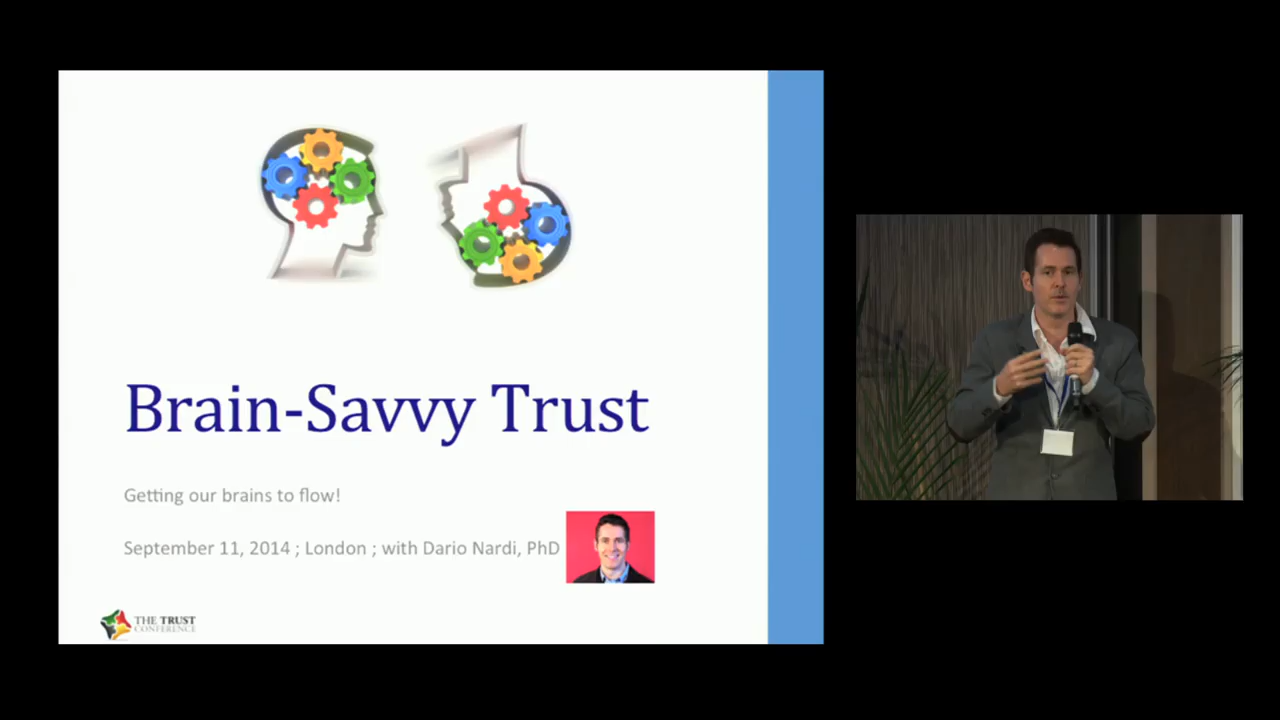 Brain-Savvy Trust
Getting our brains to flow!
September 11, 2014 ; London ; with Dario Nardi, PhD
THE TRUST
CONFERENCE